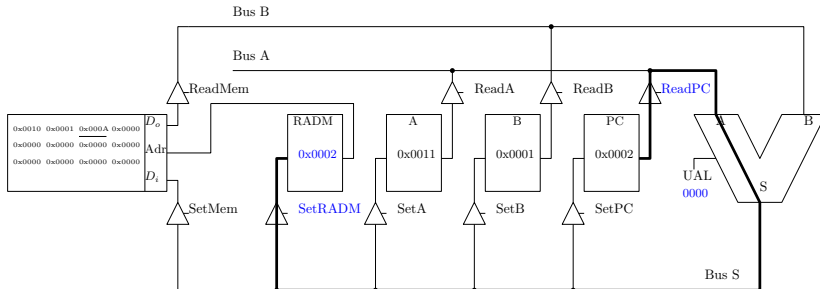 Bus B
Bus A
ReadMem
ReadA
ReadB
ReadPC
0x0010 0x0001 0x000A 0x0000
0x0000 0x0000 0x0000 0x0000
0x0000 0x0000 0x0000 0x0000
Do
Adr
Di
RADM
0x0002
A
0x0011
B
0x0001
PC
0x0002
A
B
UAL
0000
S
SetMem
SetRADM
SetA
SetB
SetPC
Bus S